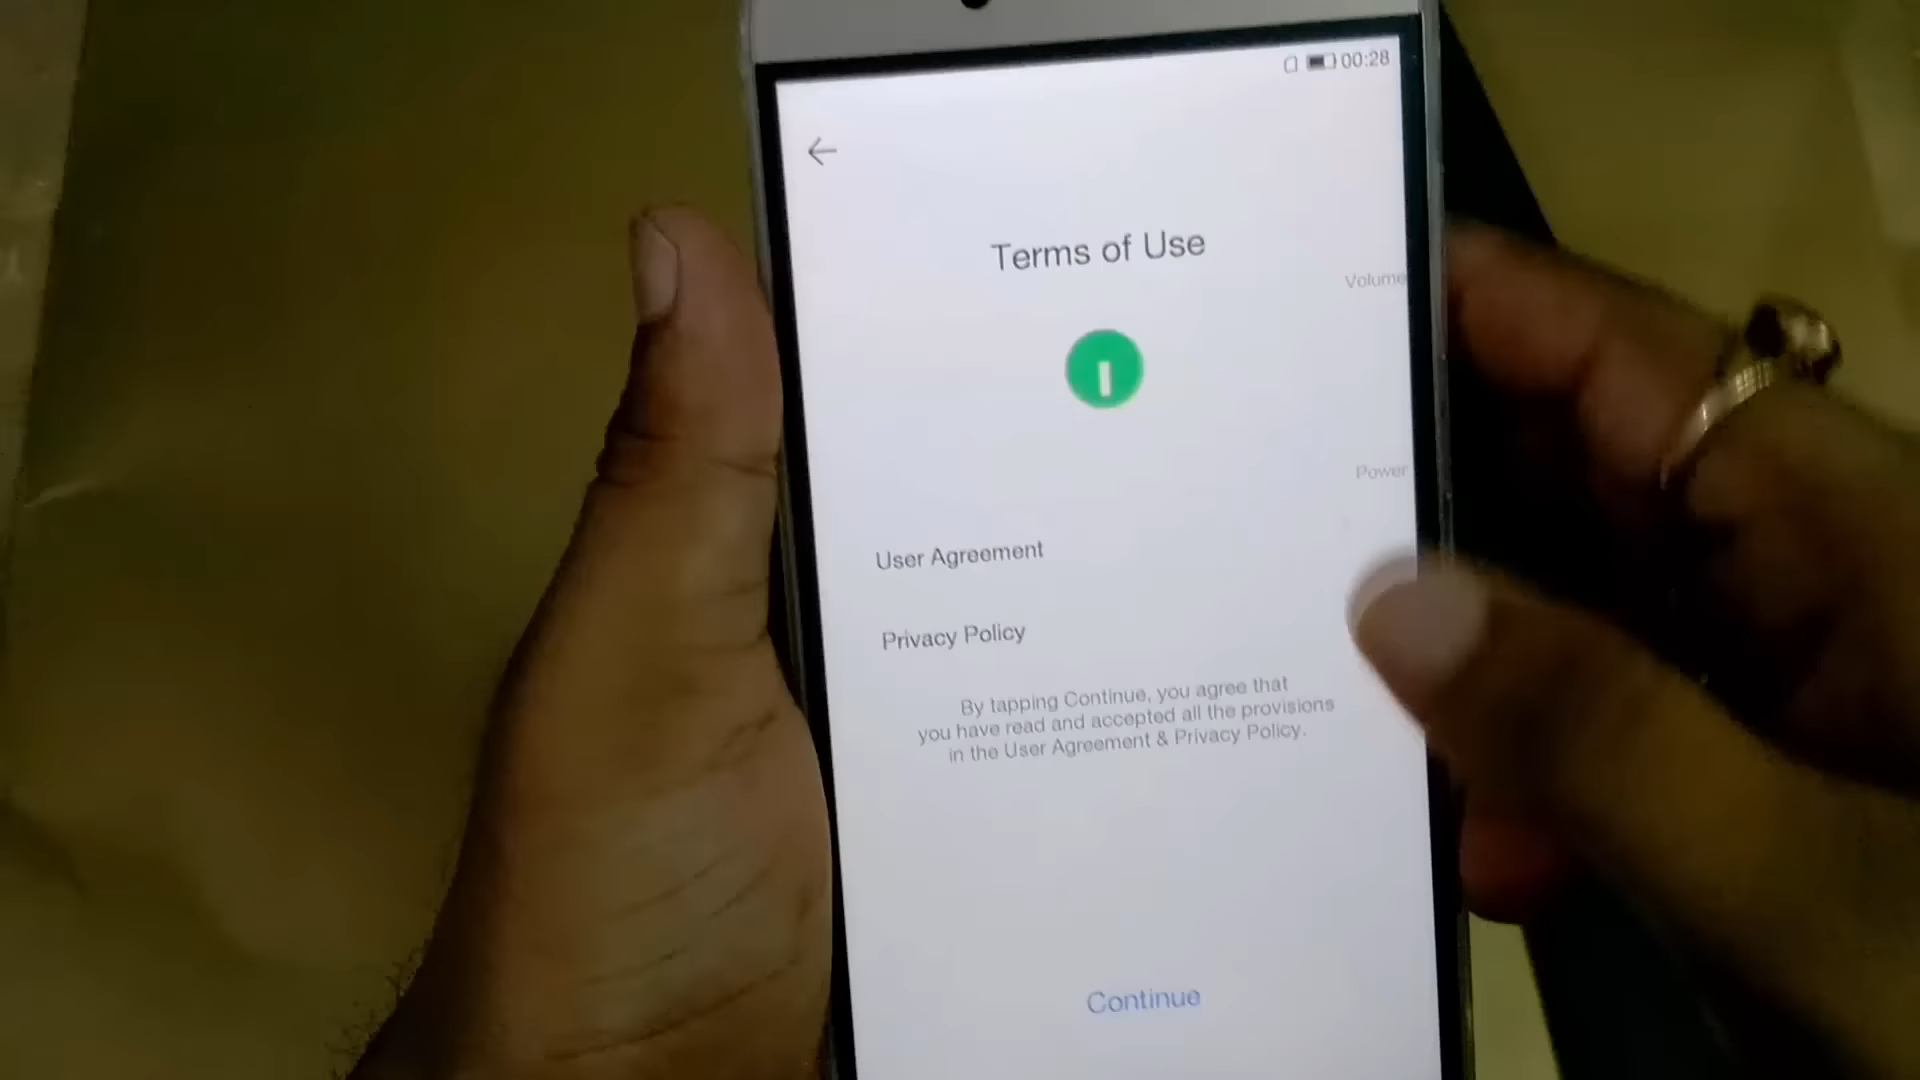 00:28
Terms of Use
Volume
Power
User Agreement
Privacy Policy
By tapping Continue, you agree that
you have read and accepted all the provisions
in the User Agreement & Privacy Policy.
Continue